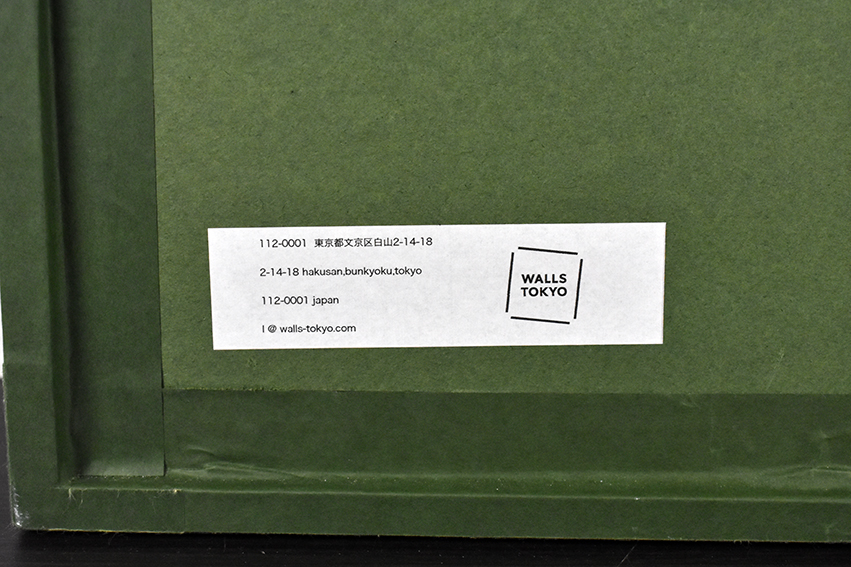 112-0001 東京都文京区白山2-14-18
2-14-18 hakusan,bunkyoku,tokyo
112-0001 japan
I @ walls-tokyo.com
WALLS
TOKYO